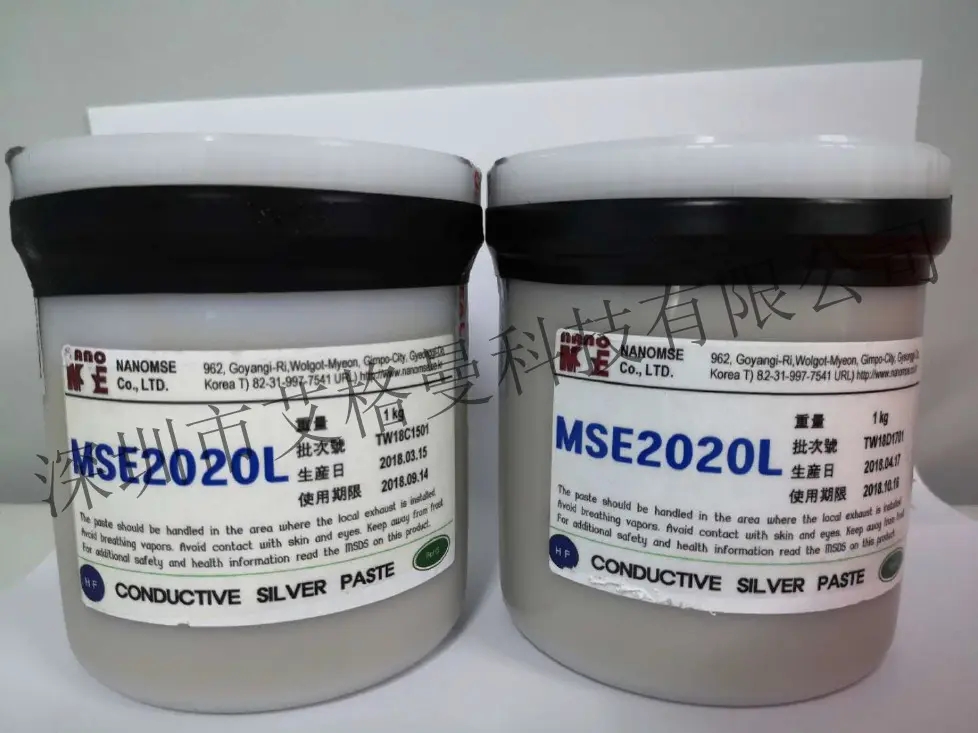 NANO
MSE
NANOMSE
Co., LTD.
962, Goyangi-Ri,Wolgot-Myeon, Gimpo-City,
Korea T) 82-31-997-7541 URL) http://www.nanomse.
MSE2020L
重量 1 kg
批次號 TW18C1501
生産日 2018.03.15
使用期限 2018.09.14
The paste should be handled in the area where the local exhaust is installed.
Avoid breathing vapors. Avoid contact with skin and eyes. Keep away from
For additional safety and health information read the MSDS on this product.
HF
CONDUCTIVE SILVER PASTE
NANO
MSE
NANOMSE
Co., LTD.
962, Goyangi-Ri,Wolgot-Myeon, Gimpo-City,
Korea T) 82-31-997-7541 URL) http://www.nanomse.
MSE2020L
重量 1 kg
批次號 TW18D1701
生産日 2018.04.17
使用期限 2018.10.16
The paste should be handled in the area where the local exhaust is installed.
Avoid breathing vapors. Avoid contact with skin and eyes. Keep away from
For additional safety and health information read the MSDS on this product.
HF
CONDUCTIVE SILVER PASTE
深圳市艾格曼科技有限公司